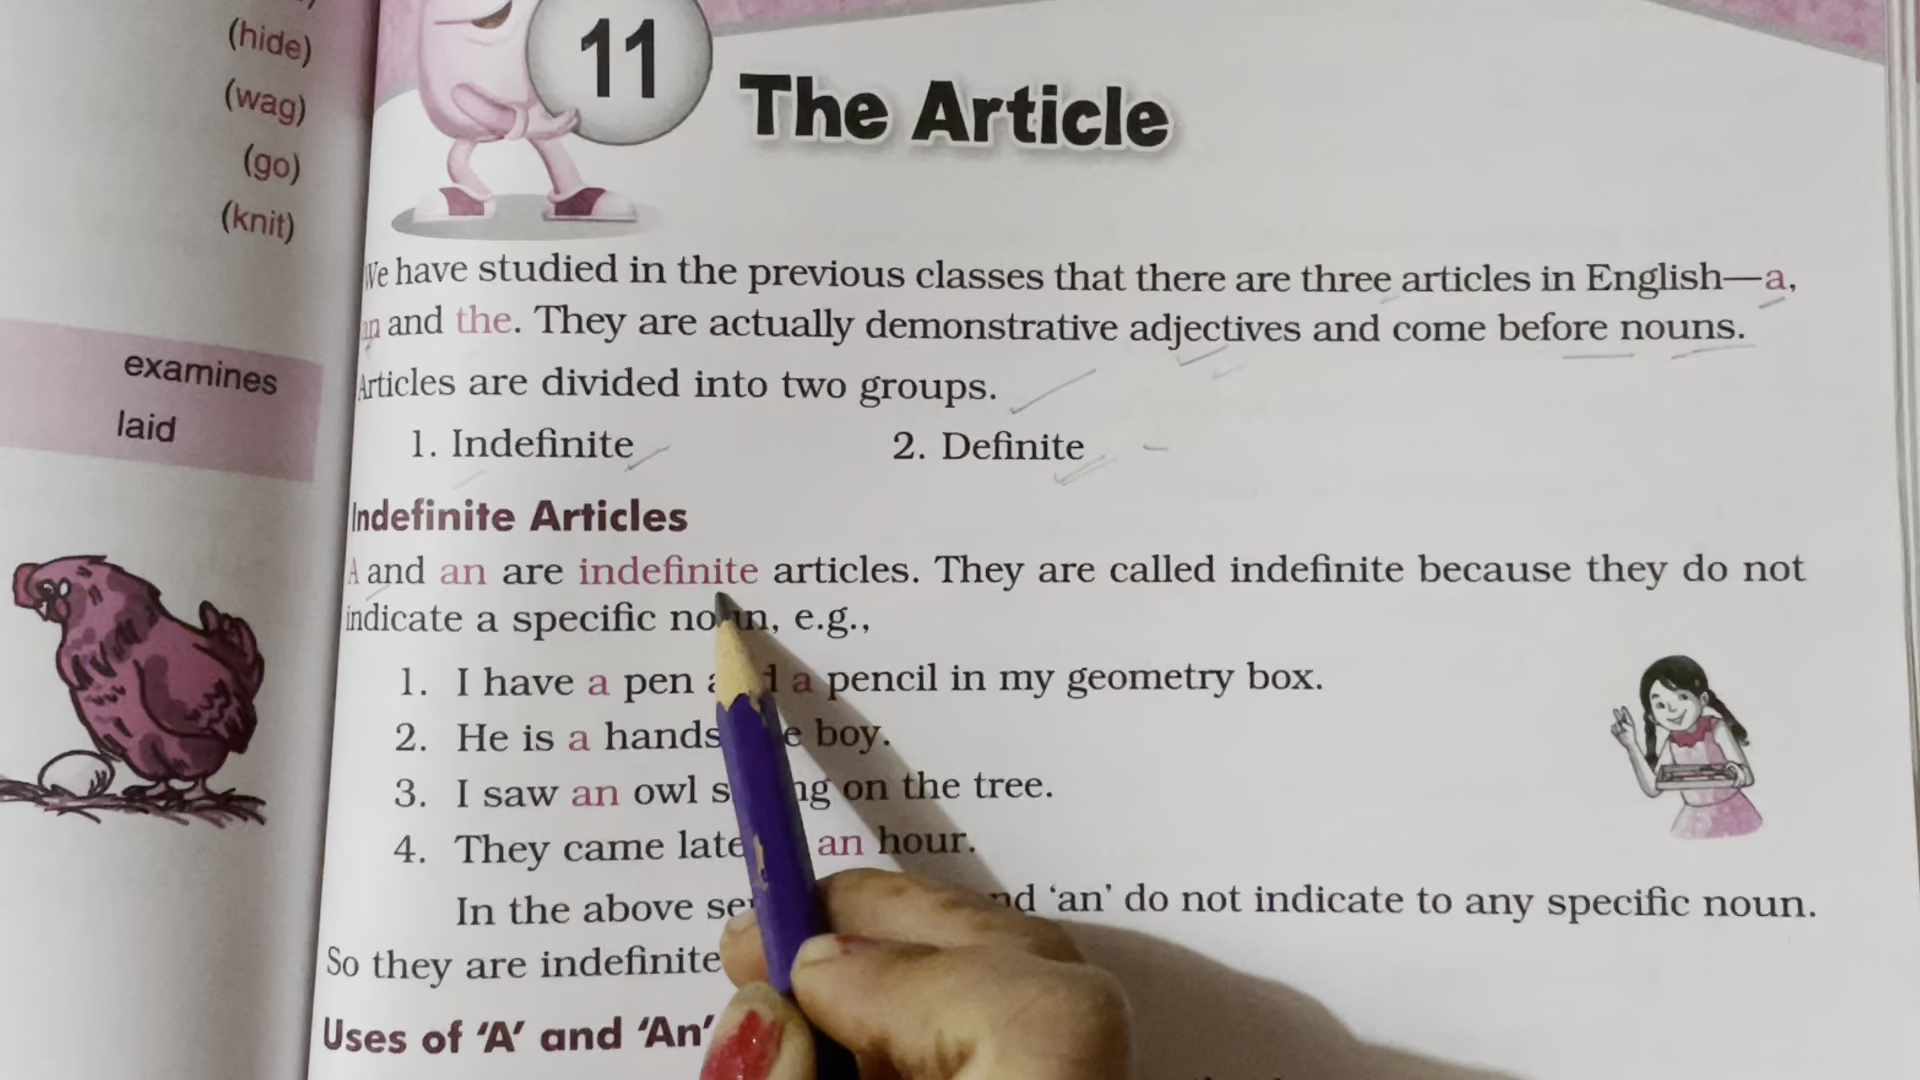 (hide)
(wag)
(go)
(knit)
examines
laid
11
The Article
We have studied in the previous classes that there are three articles in English—a,
an and the. They are actually demonstrative adjectives and come before nouns.
Articles are divided into two groups.
1. Indefinite 2. Definite
Indefinite Articles
A and an are indefinite articles. They are called indefinite because they do not
indicate a specific noun, e.g.,
1. I have a pen a pencil in my geometry box.
2. He is a boy.
3. I saw an owl on the tree.
4. They came late an hour.
In the above 'an' do not indicate to any specific noun.
So they are indefinite
Uses of 'A' and 'An'